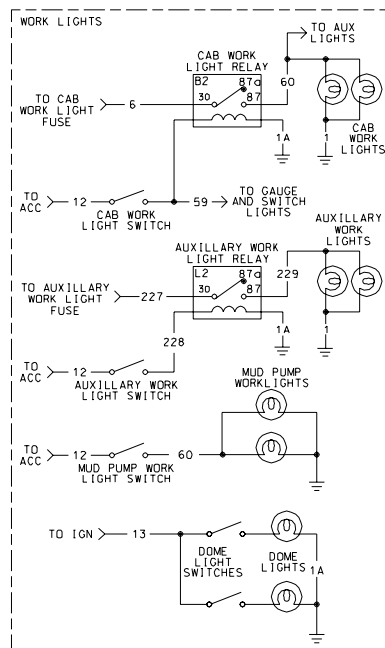 WORK LIGHTS
TO AUX
LIGHTS
CAB WORK
LIGHT RELAY
B2 87a
30 87
60
TO CAB
WORK LIGHT
FUSE
6
1A
1
CAB
WORK
LIGHTS
TO
ACC
12
CAB WORK
LIGHT SWITCH
59
TO GAUGE
AND SWITCH
LIGHTS
AUXILLARY WORK
LIGHT RELAY
AUXILLARY
WORK
LIGHTS
L2 87a
30 87
229
TO AUXILLARY
WORK LIGHT
FUSE
227
1A
1
228
TO
ACC
12
AUXILLARY WORK
LIGHT SWITCH
MUD PUMP
WORKLIGHTS
TO
ACC
12
60
MUD PUMP WORK
LIGHT SWITCH
TO IGN
13
DOME
LIGHT
SWITCHES
DOME
LIGHTS
1A